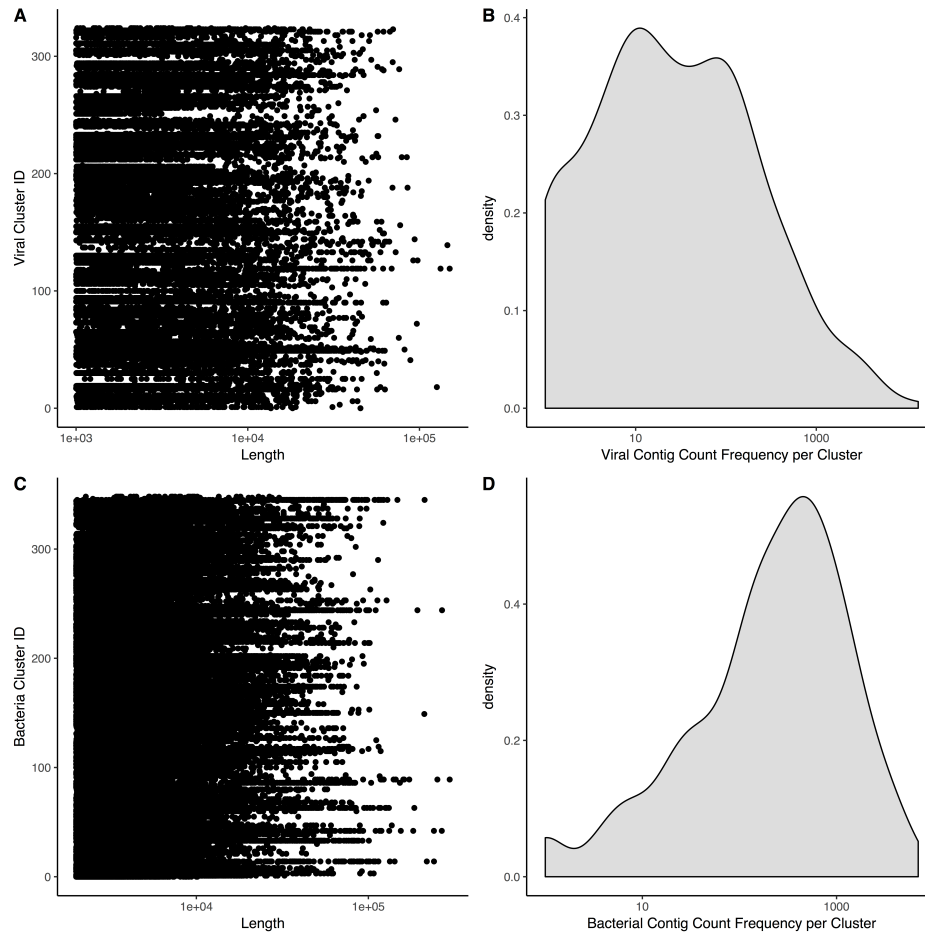 A
Viral Cluster ID
300
200
100
0
1e+03 1e+04 1e+05
Length
B
density
0.4
0.3
0.2
0.1
0.0
10 1000
Viral Contig Count Frequency per Cluster
C
Bacteria Cluster ID
300
200
100
0
1e+04 1e+05
Length
D
density
0.4
0.2
0.0
10 1000
Bacterial Contig Count Frequency per Cluster